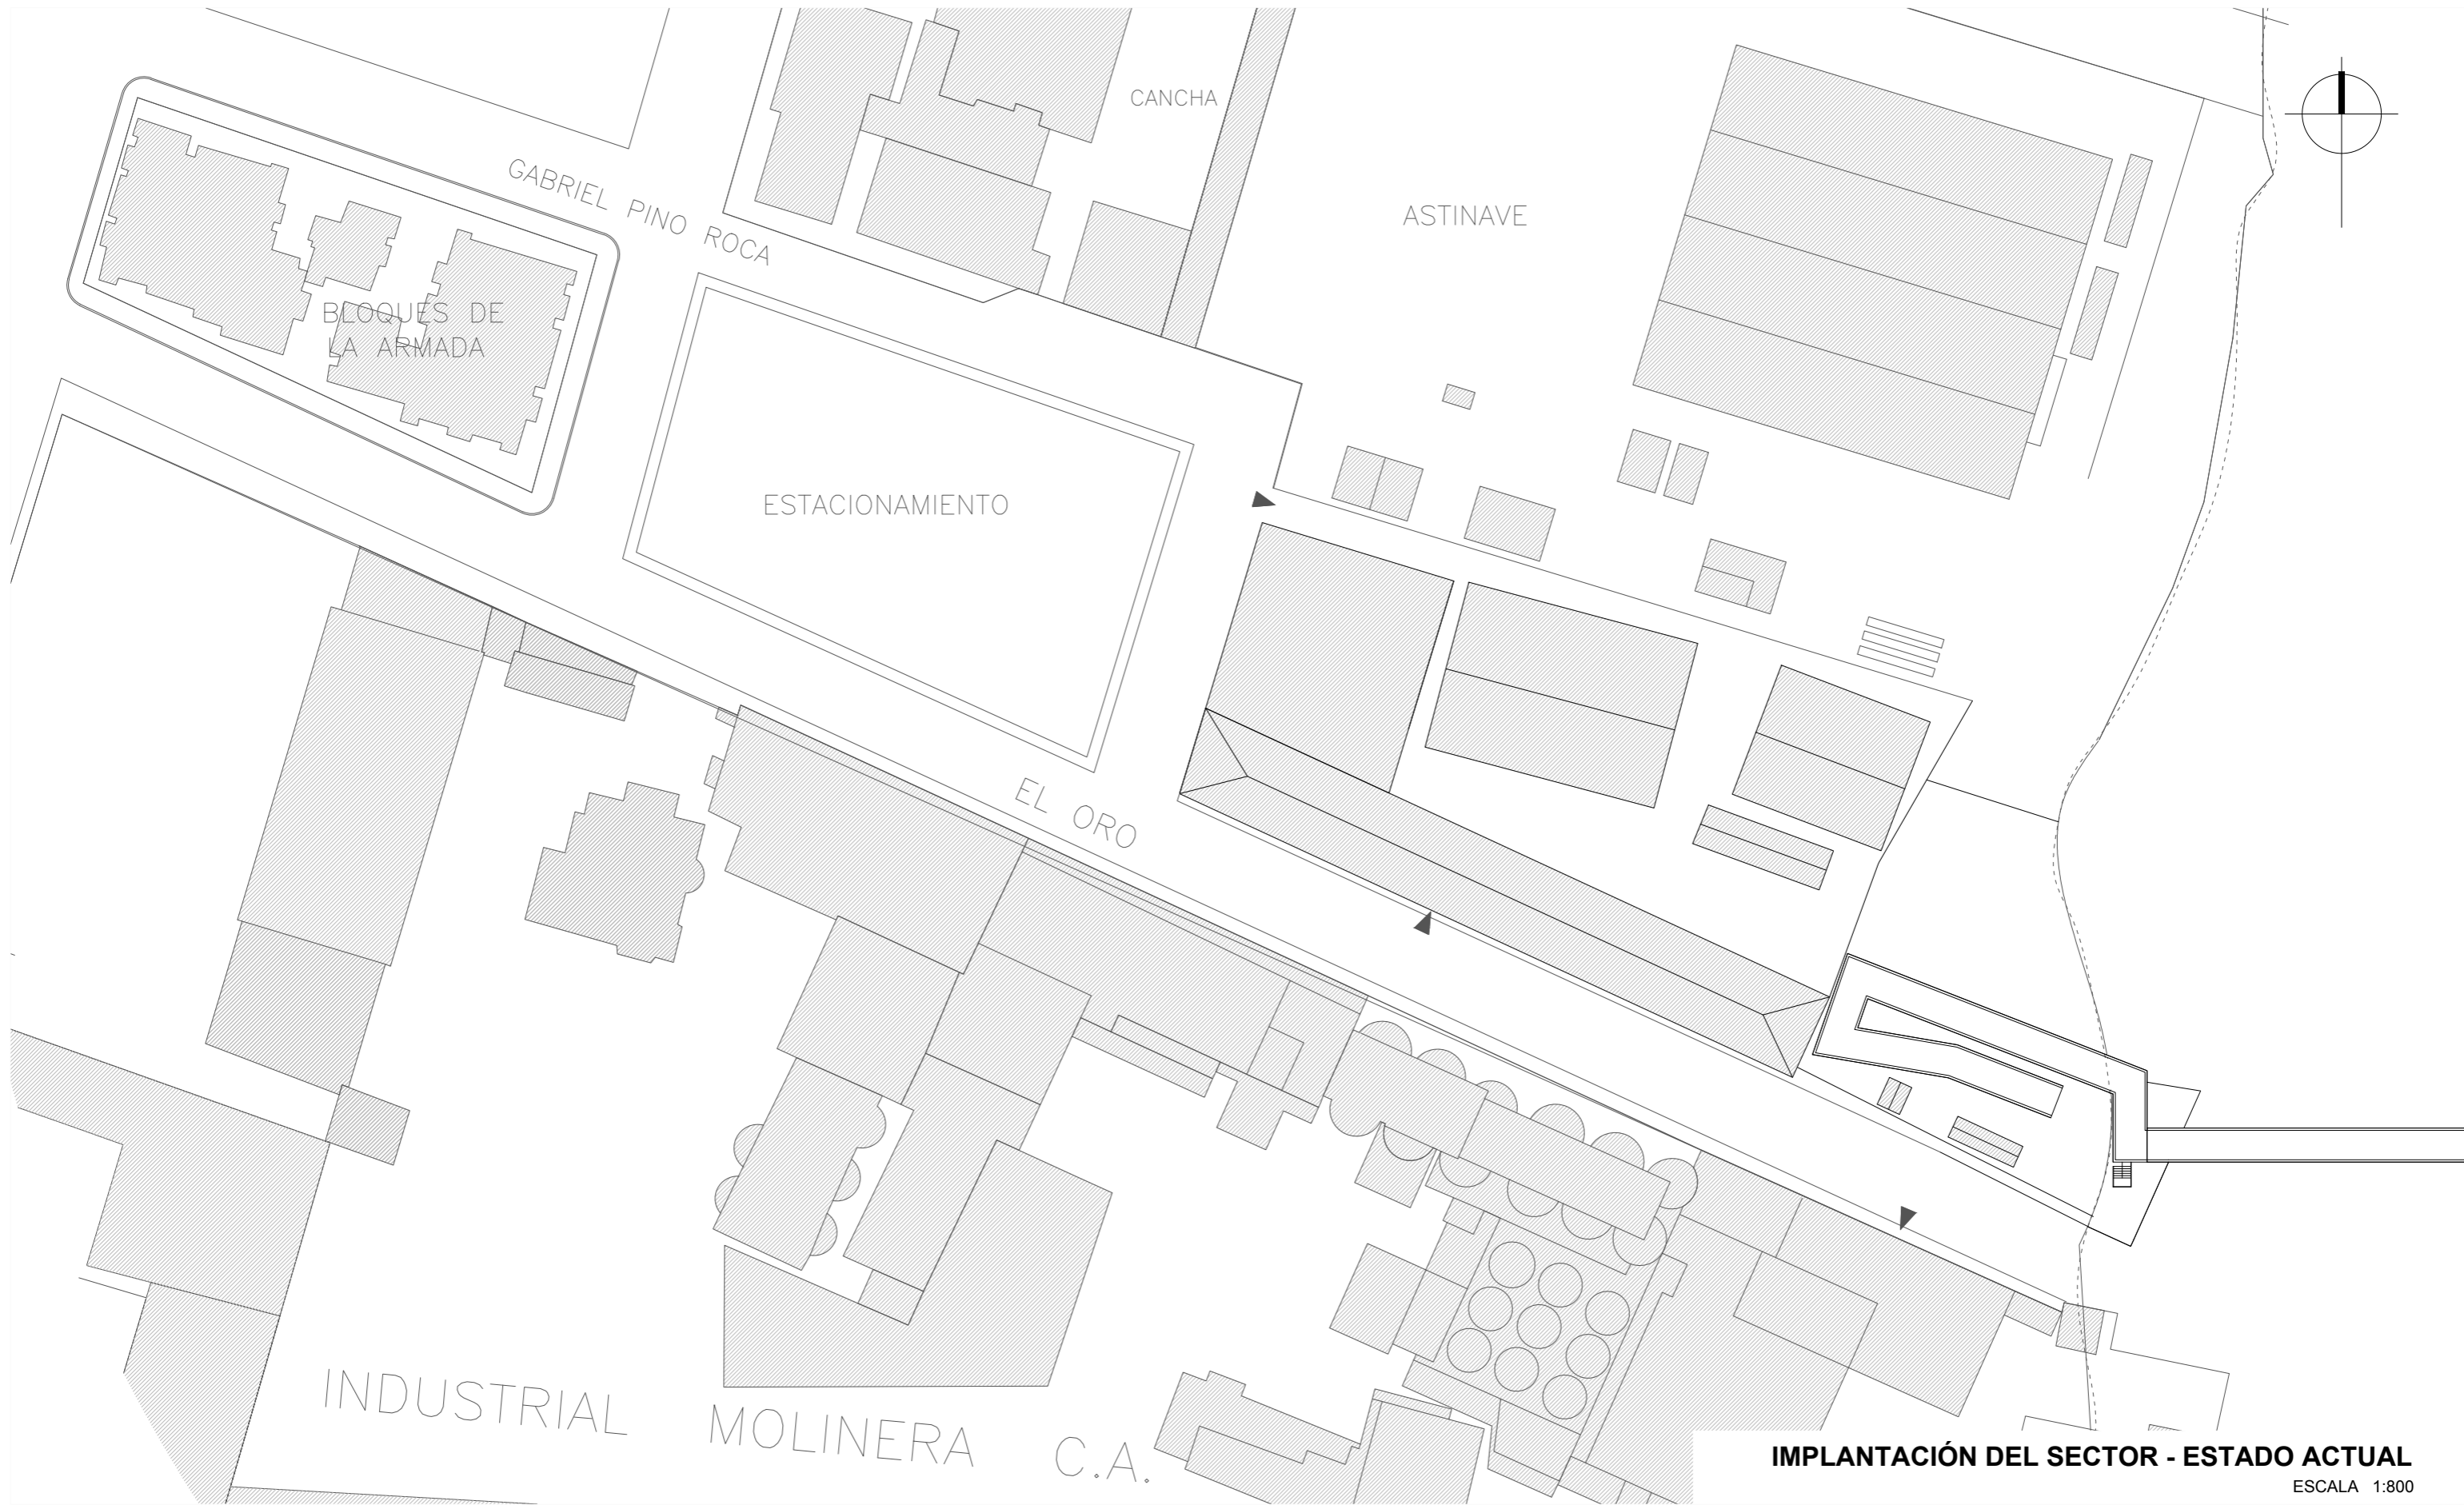 CANCHA
GABRIEL PINO ROCA
ASTINAVE
BLOQUES DE
LA ARMADA
ESTACIONAMIENTO
EL ORO
INDUSTRIAL MOLINERA C.A.
IMPLANTACIÓN DEL SECTOR - ESTADO ACTUAL
ESCALA 1:800